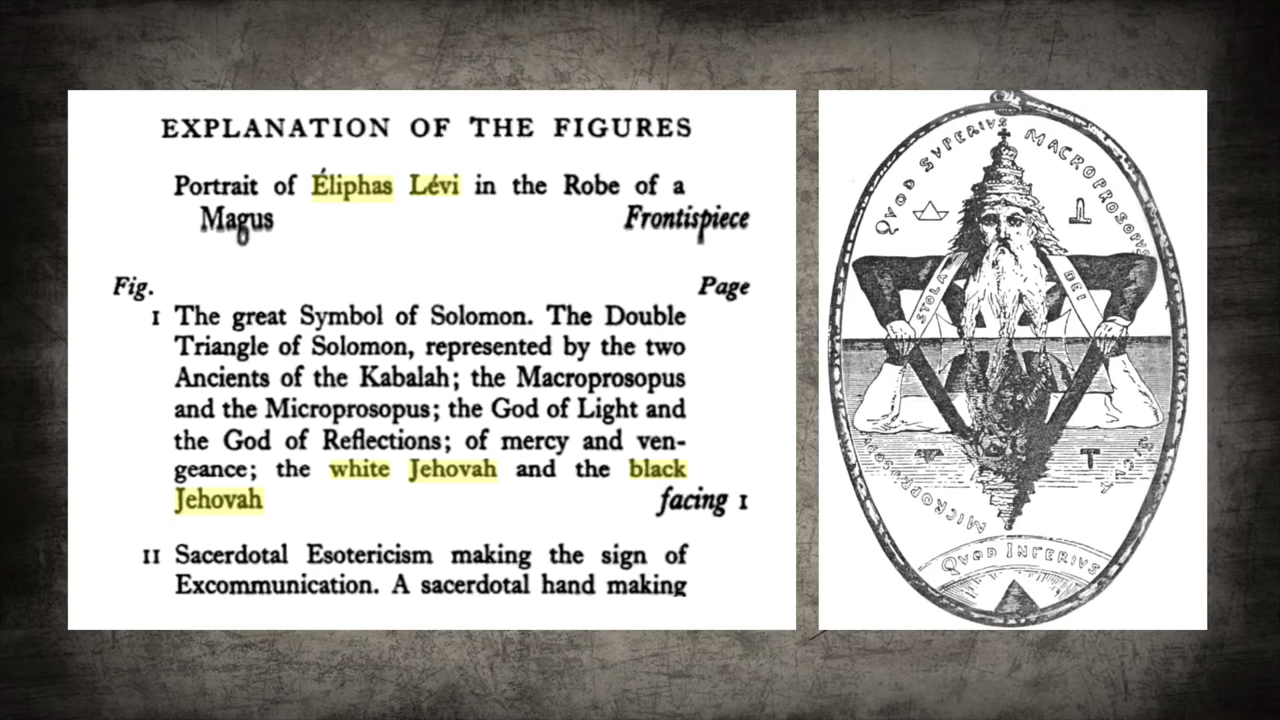 EXPLANATION OF THE FIGURES
Portrait of Éliphas Lévi in the Robe of a
Magus Frontispiece
Fig. Page
I The great Symbol of Solomon. The Double
Triangle of Solomon, represented by the two
Ancients of the Kabalah; the Macroprosopus
and the Microprosopus; the God of Light and
the God of Reflections; of mercy and ven-
geance; the white Jehovah and the black
Jehovah facing 1
II Sacerdotal Esotericism making the sign of
Excommunication. A sacerdotal hand making
QVOD SVPERIVS
MACROPROSOPVS
STOLA
DEI
QVOD INFERIVS